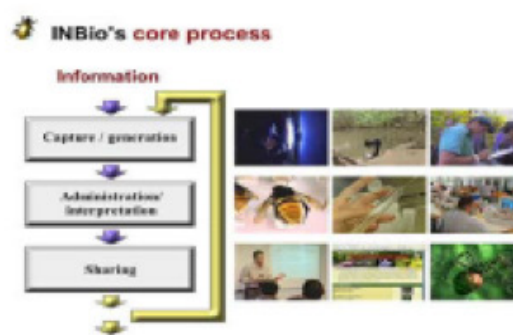 INBio's core process
Information
Capture / generation
Administration/
Interpretation
Sharing